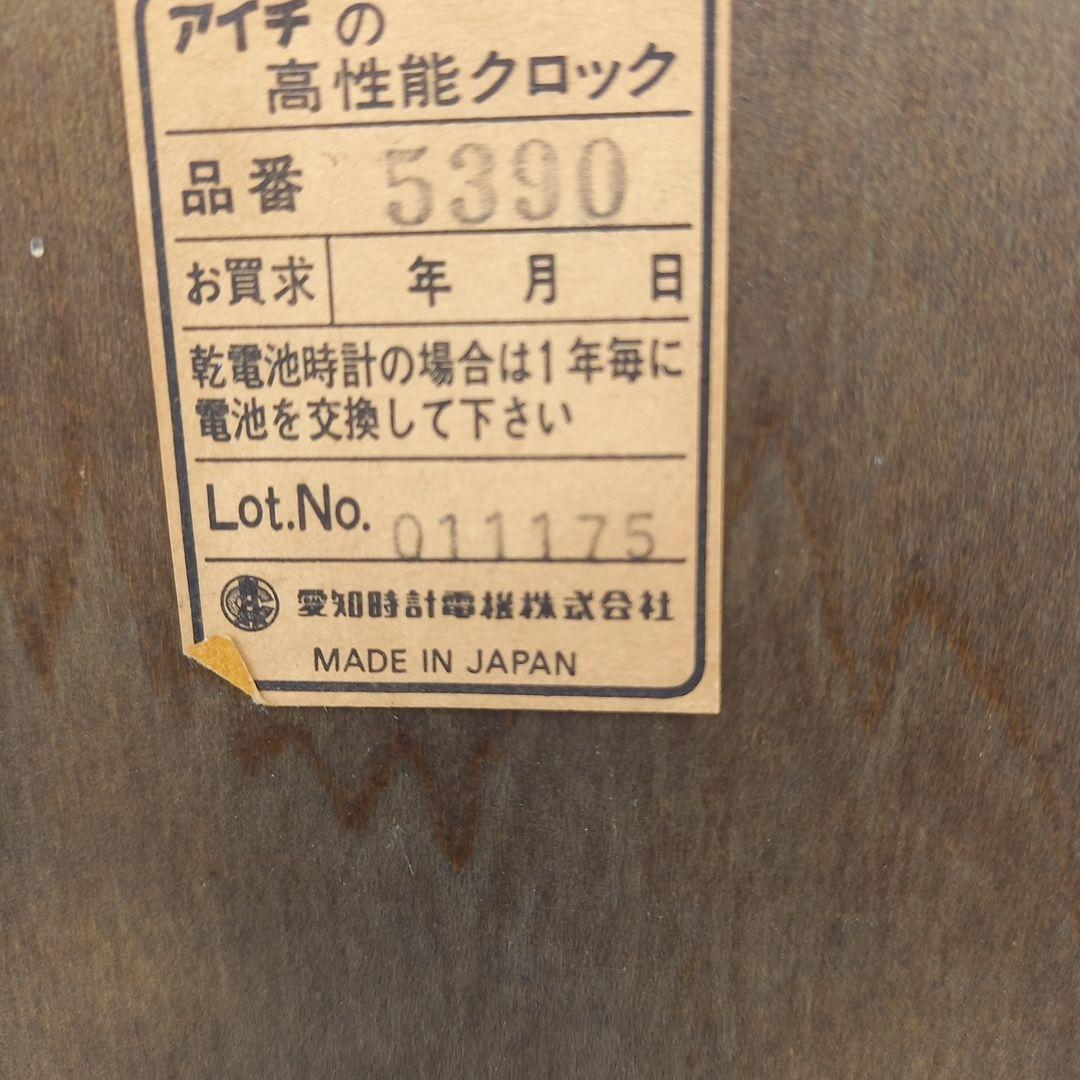 アイチの
高性能クロック
品番 5390
お買求 年 月 日
乾電池時計の場合は1年毎に
電池を交換して下さい
Lot.No. 011175
愛知時計電機株式会社
MADE IN JAPAN